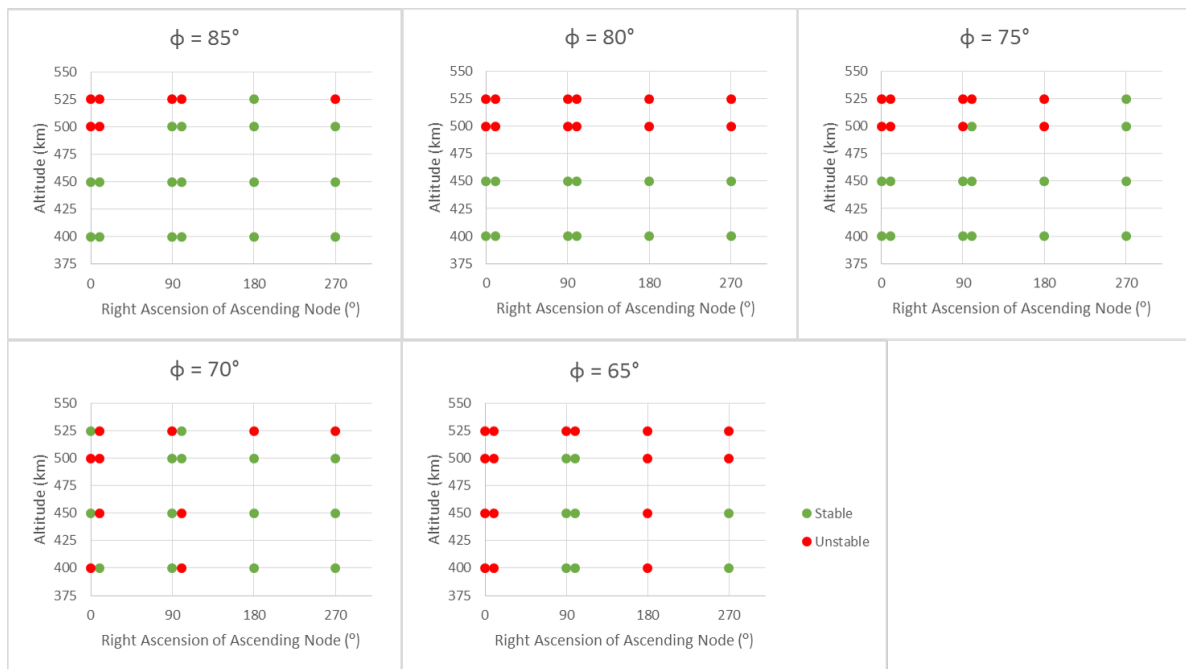 ϕ = 85°
Altitude (km)
550
525
500
475
450
425
400
375
0 90 180 270
Right Ascension of Ascending Node (°)
ϕ = 80°
Altitude (km)
550
525
500
475
450
425
400
375
0 90 180 270
Right Ascension of Ascending Node (°)
ϕ = 75°
Altitude (km)
550
525
500
475
450
425
400
375
0 90 180 270
Right Ascension of Ascending Node (°)
ϕ = 70°
Altitude (km)
550
525
500
475
450
425
400
375
0 90 180 270
Right Ascension of Ascending Node (°)
ϕ = 65°
Altitude (km)
550
525
500
475
450
425
400
375
0 90 180 270
Right Ascension of Ascending Node (°)
Stable
Unstable